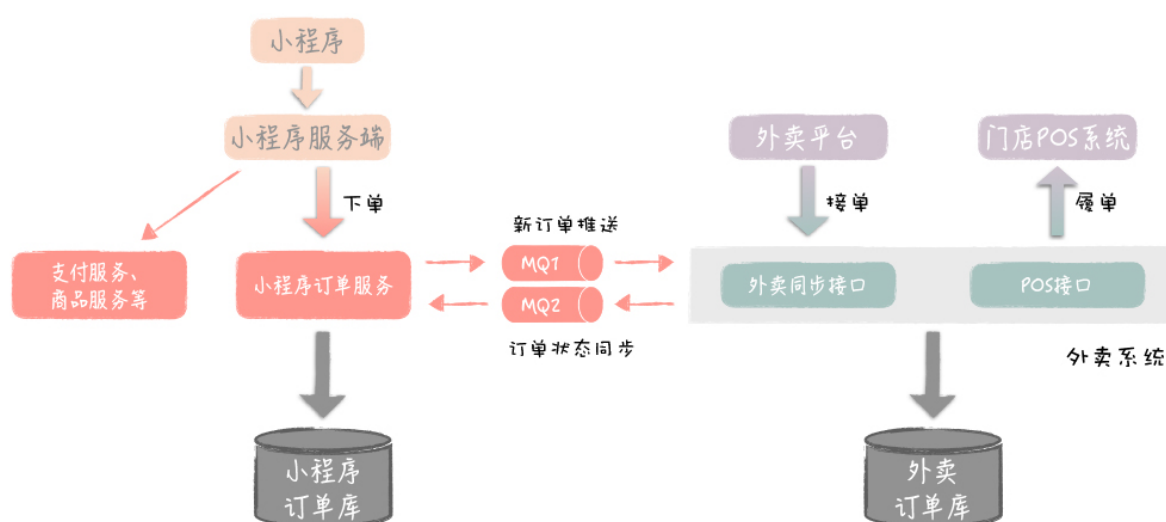 小程序
小程序服务端
外卖平台
门店POS系统
下单
接单
履单
新订单推送
支付服务、
商品服务等
小程序订单服务
MQ1
MQ2
外卖同步接口
POS接口
订单状态同步
外卖系统
小程序
订单库
外卖
订单库